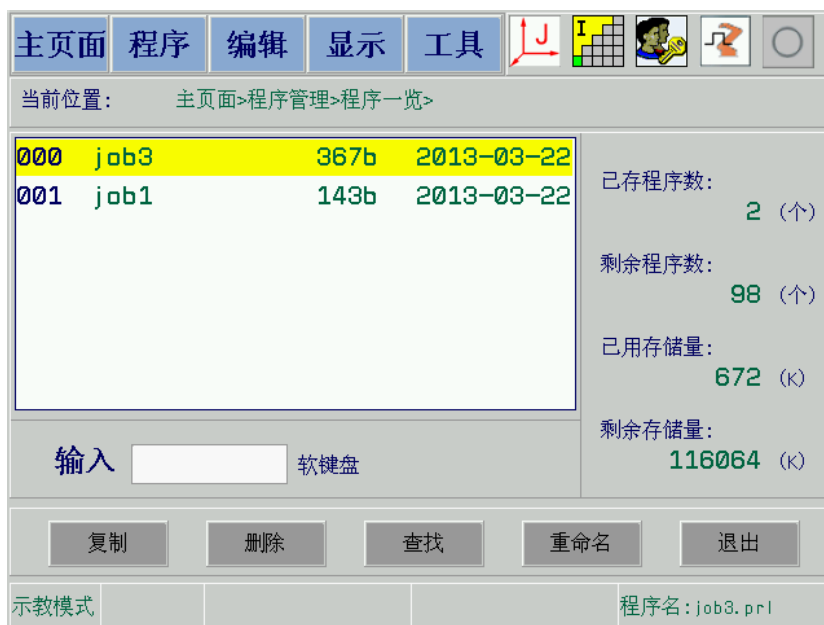 主页面 程序 编辑 显示 工具 J I
当前位置: 主页面>程序管理>程序一览>
000 job3 367b 2013-03-22
001 job1 143b 2013-03-22
已存程序数:
2 (个)
剩余程序数:
98 (个)
已用存储量:
672 (K)
剩余存储量:
116064 (K)
输入 软键盘
复制 删除 查找 重命名 退出
示教模式 程序名:job3.prl